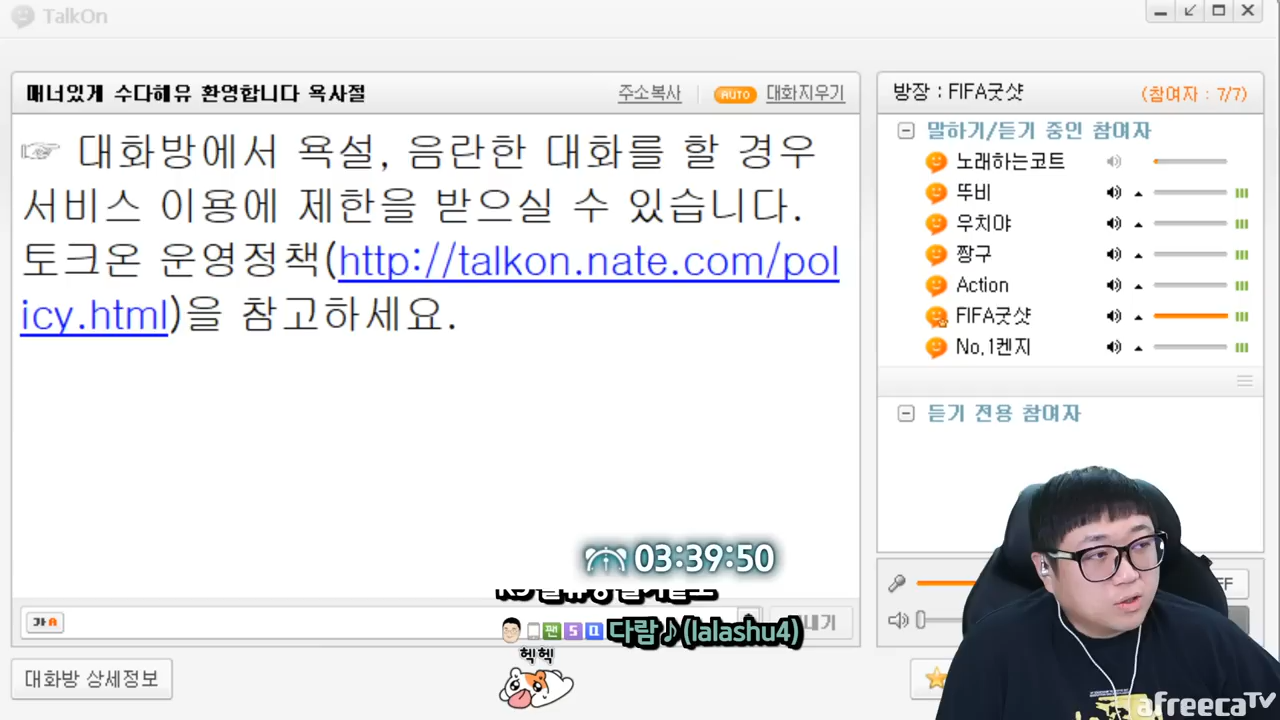 TalkOn
매너있게 수다해유 환영합니다 욕사절
주소복사
AUTO
대화지우기
☞ 대화방에서 욕설, 음란한 대화를 할 경우
서비스 이용에 제한을 받으실 수 있습니다.
토크온 운영정책(http://talkon.nate.com/pol
icy.html)을 참고하세요.
방장 : FIFA굿샷
(참여자 : 7/7)
말하기/듣기 중인 참여자
노래하는코트
뚜비
우치야
짱구
Action
FIFA굿샷
No.1켄지
듣기 전용 참여자
03:39:50
가A
팬 S Q 다람♪(lalashu4)
헥헥
대화방 상세정보
afreecaTV